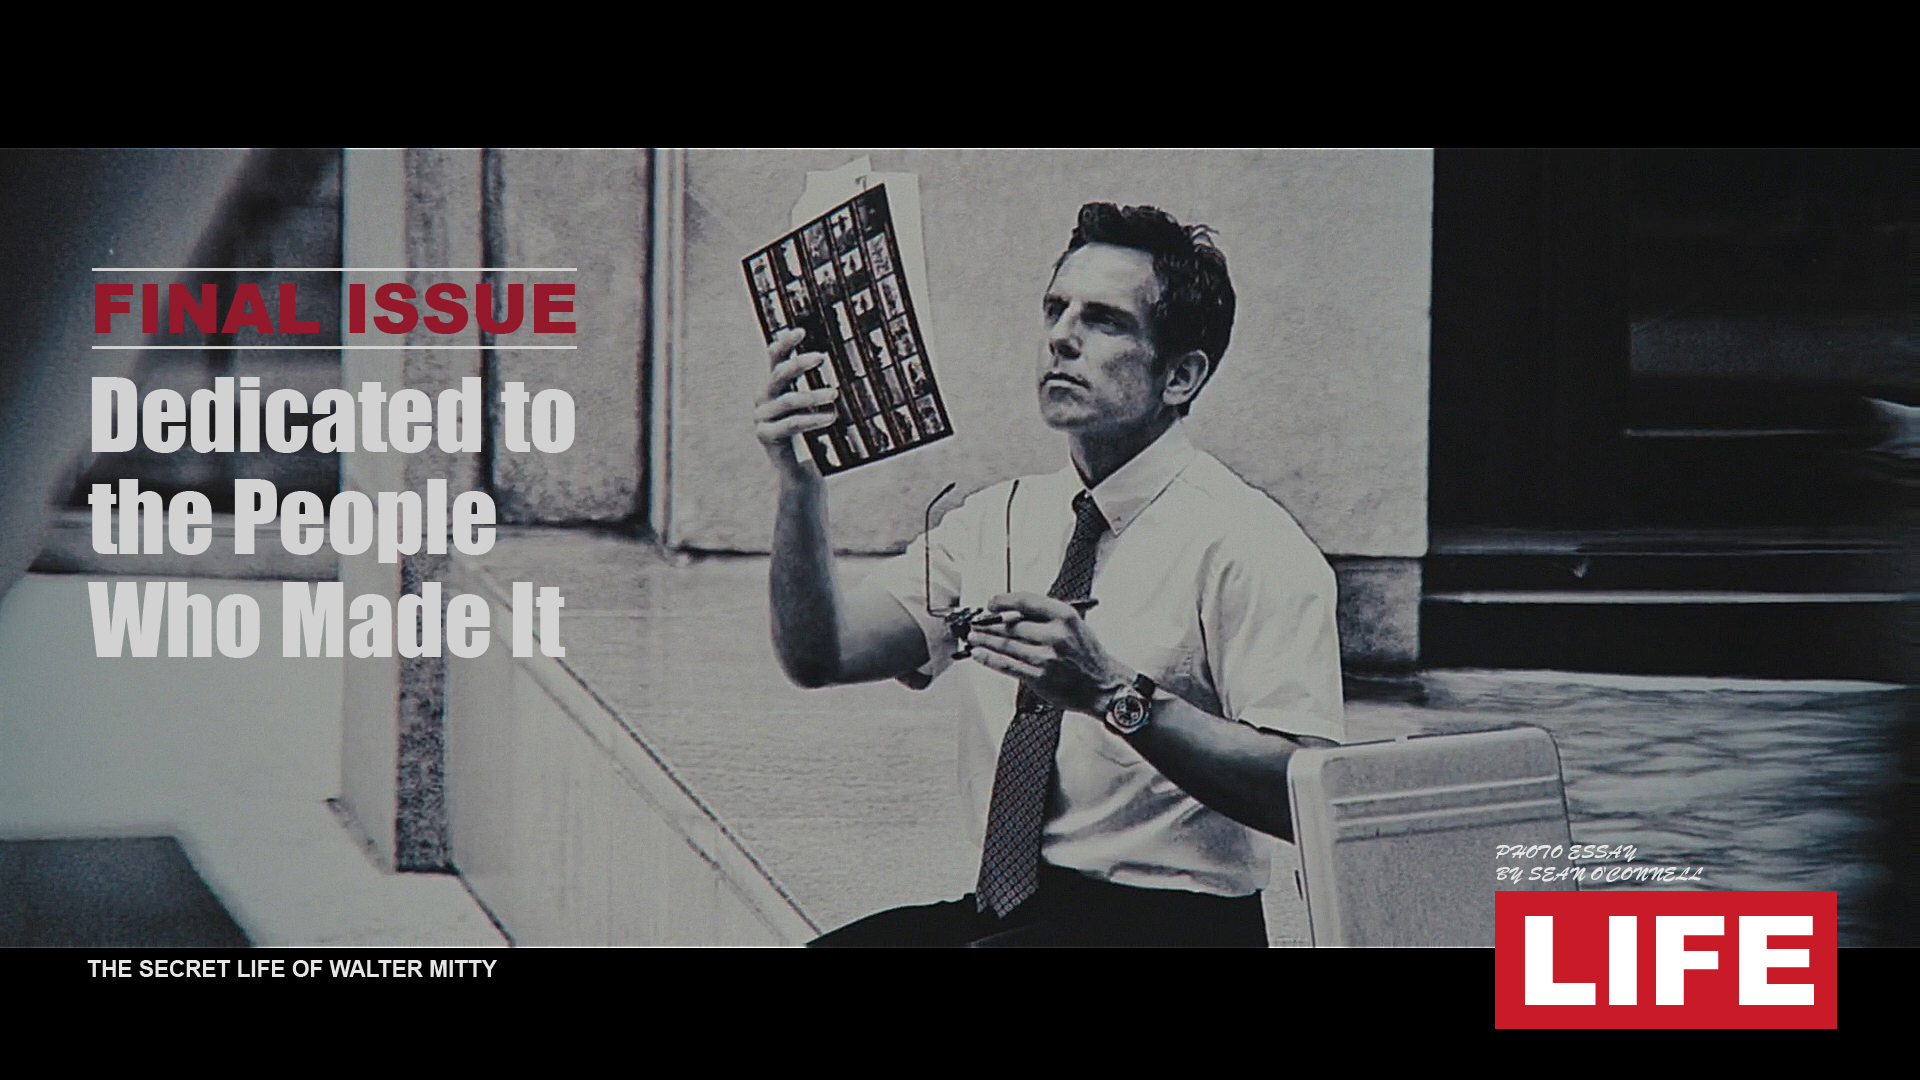 FINAL ISSUE
Dedicated to
the People
Who Made It
PHOTO ESSAY
BY SEAN O'CONNELL
LIFE
THE SECRET LIFE OF WALTER MITTY